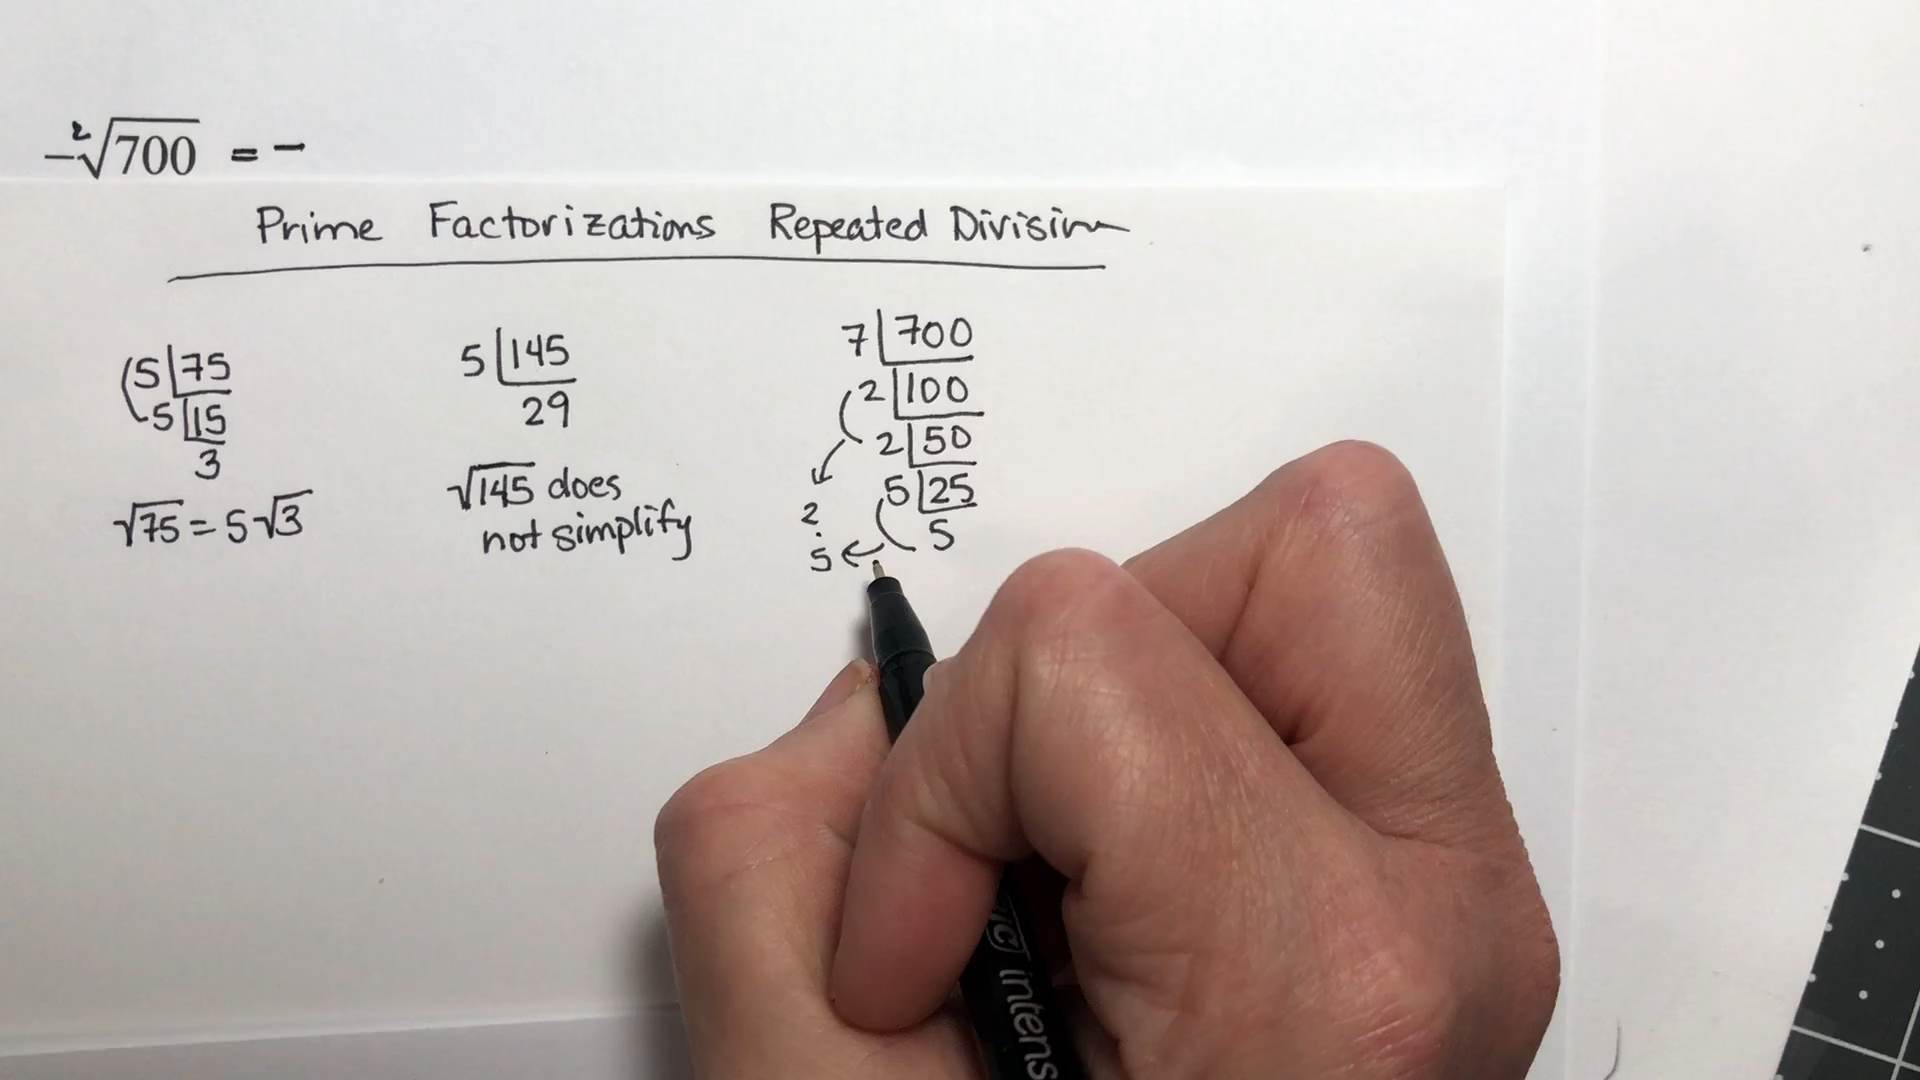 -²√700 = -
Prime Factorizations Repeated Division
5|75
5|15
3
√75 = 5√3
5|145
29
√145 does
not simplify
7|700
2|100
2|50
5|25
5
2
·
5
intens